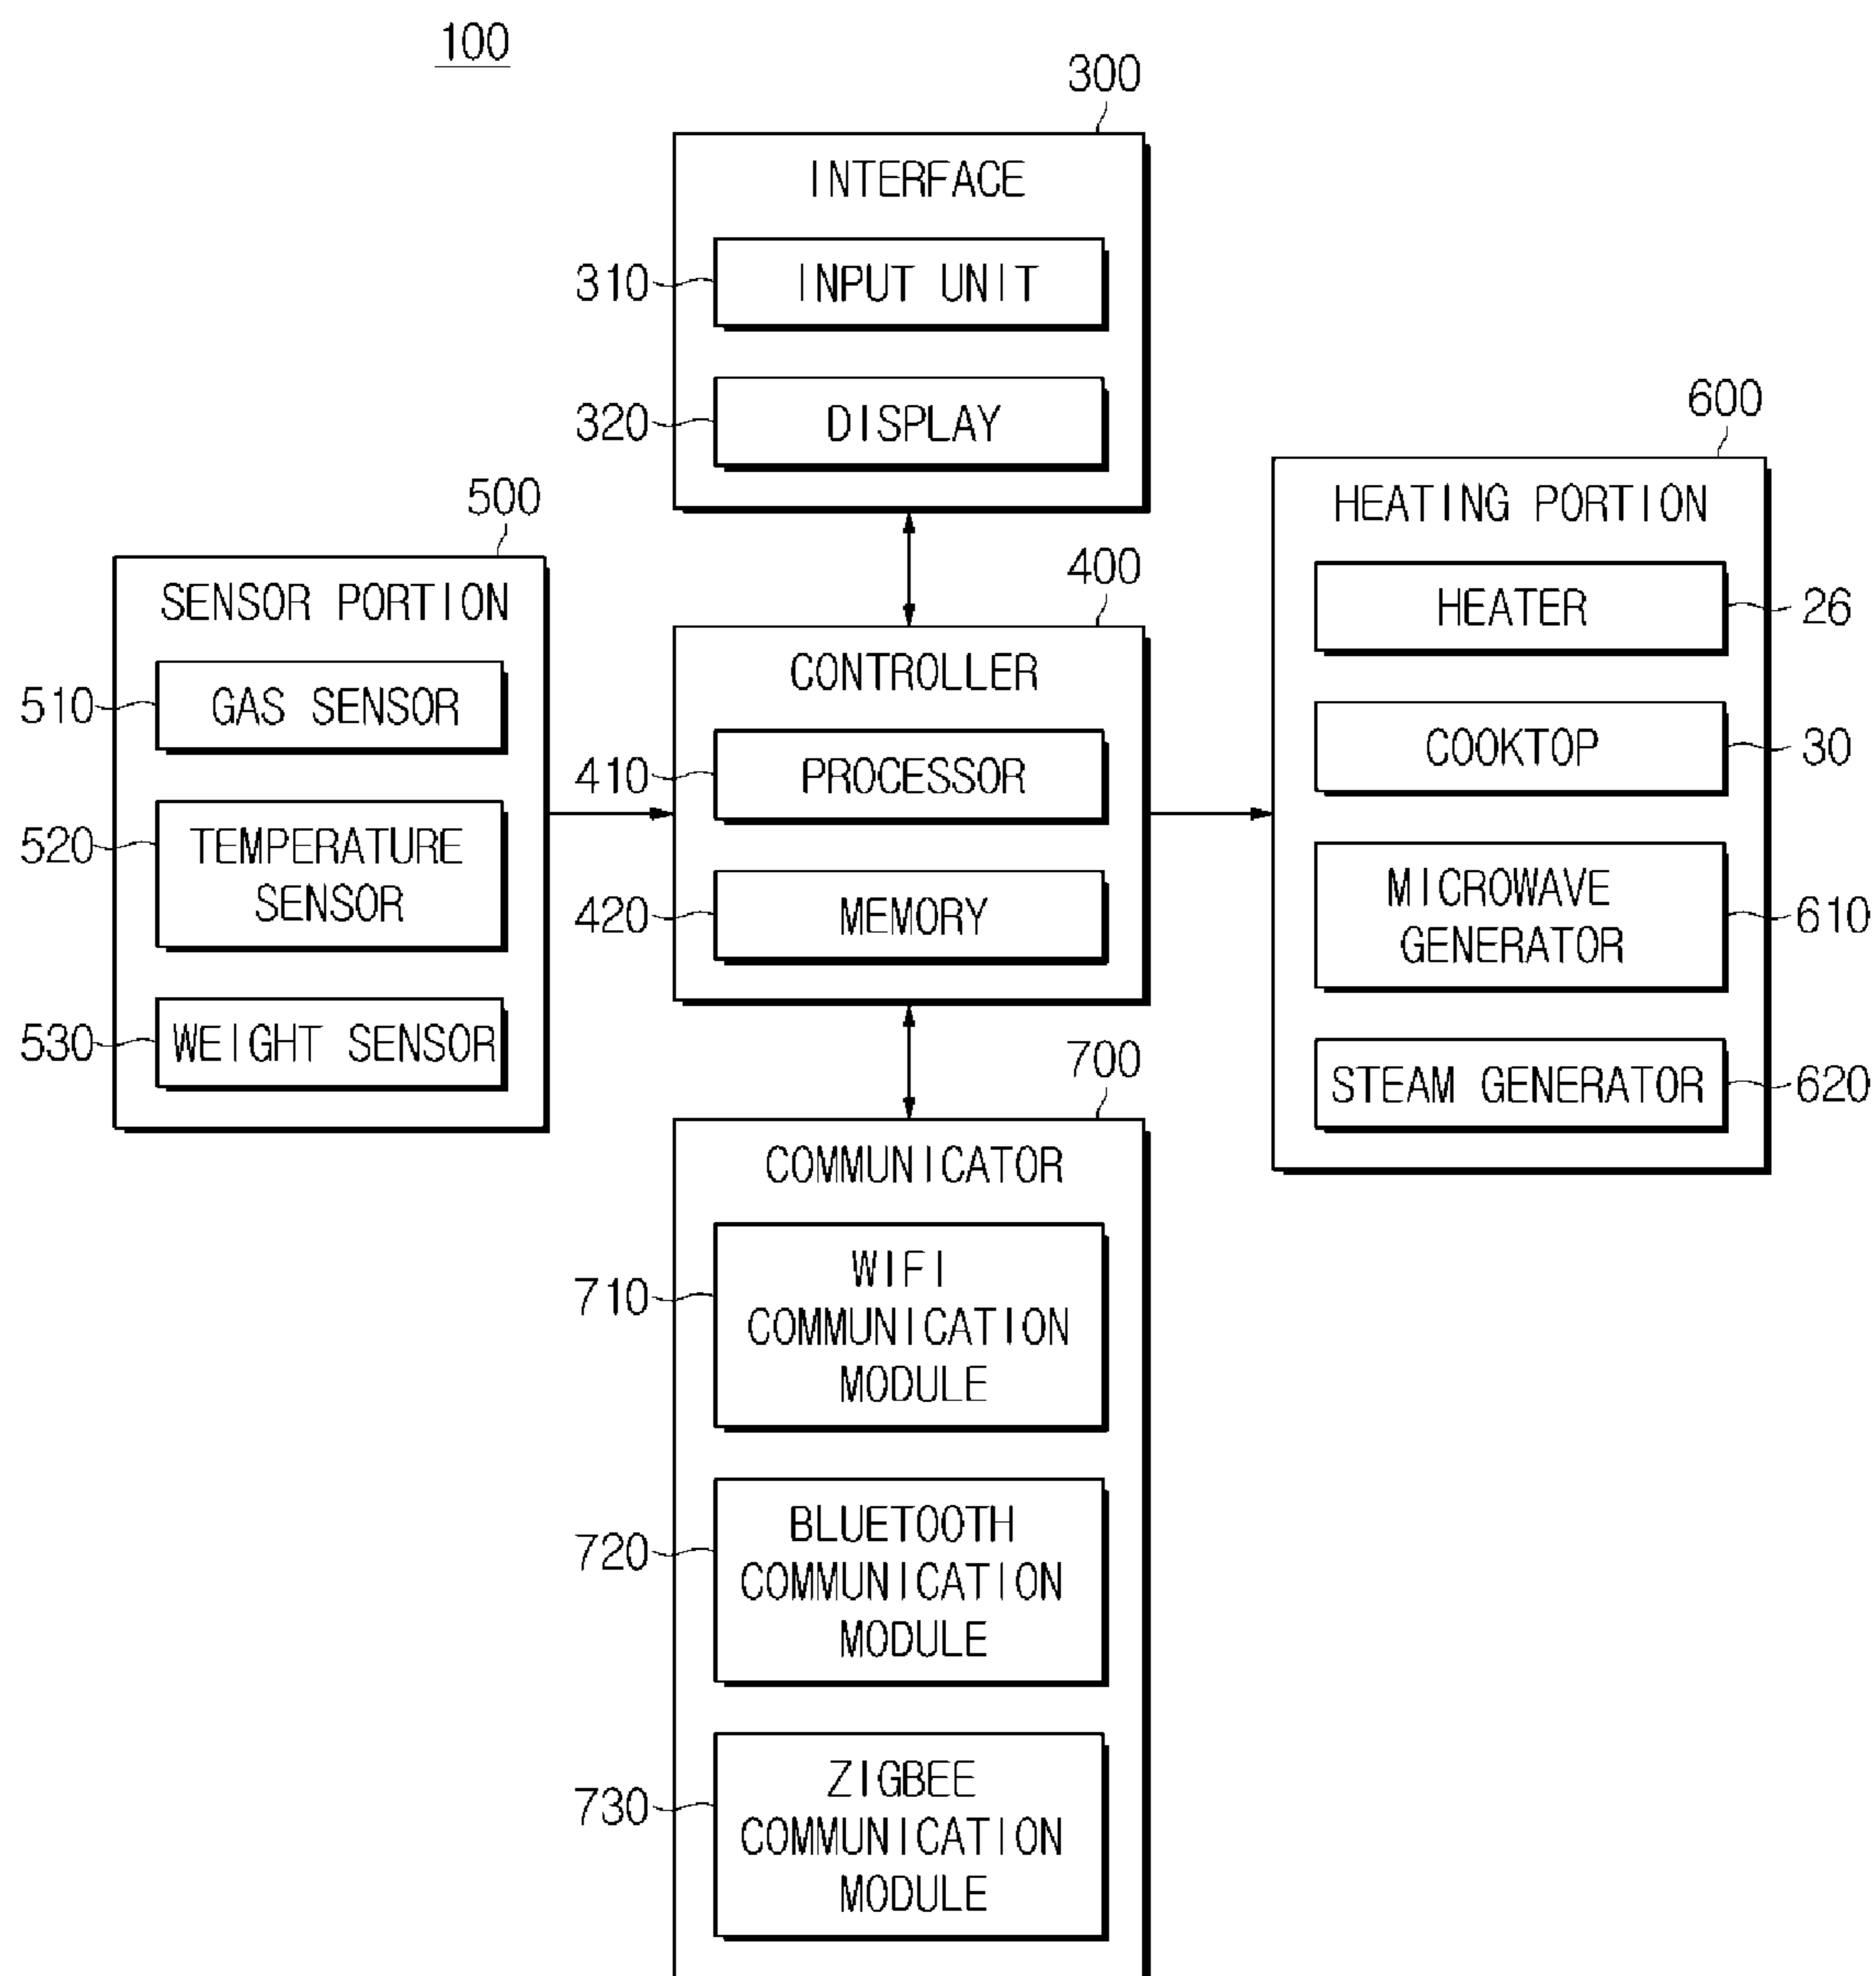 100
300
INTERFACE
310
INPUT UNIT
320
DISPLAY
500
SENSOR PORTION
510
GAS SENSOR
520
TEMPERATURE
SENSOR
530
WEIGHT SENSOR
400
CONTROLLER
410
PROCESSOR
420
MEMORY
600
HEATING PORTION
HEATER
26
COOKTOP
30
MICROWAVE
GENERATOR
610
STEAM GENERATOR
620
700
COMMUNICATOR
710
WIFI
COMMUNICATION
MODULE
720
BLUETOOTH
COMMUNICATION
MODULE
730
ZIGBEE
COMMUNICATION
MODULE